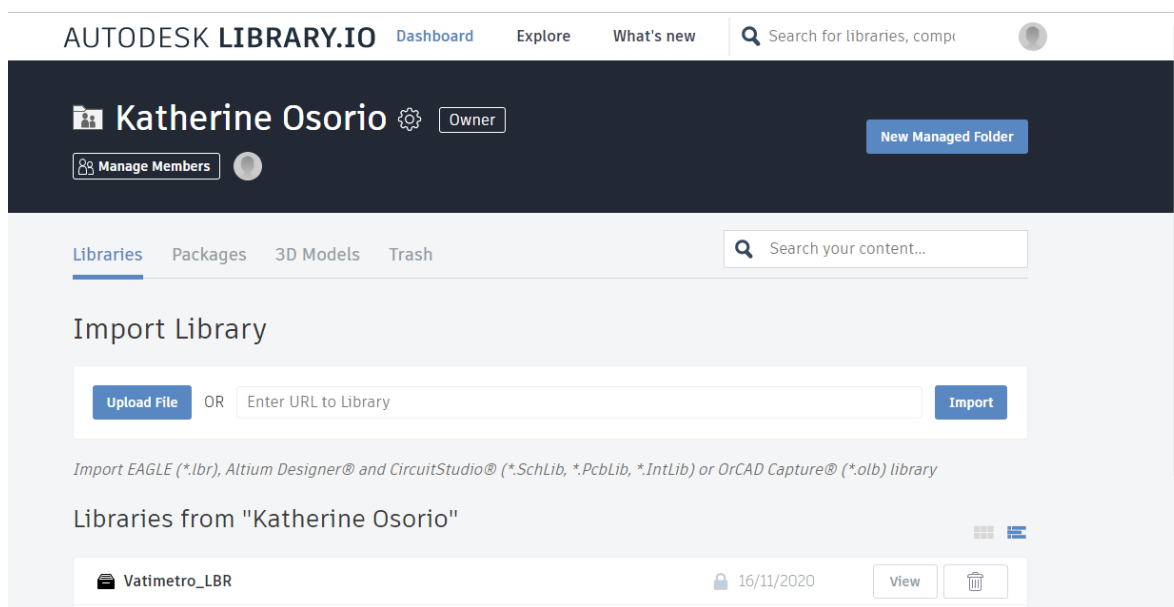 AUTODESK LIBRARY.IO Dashboard Explore What's new Search for libraries, compo
Katherine Osorio Owner
New Managed Folder
Manage Members
Libraries Packages 3D Models Trash Search your content...
Import Library
Upload File OR Enter URL to Library Import
Import EAGLE (*.lbr), Altium Designer® and CircuitStudio® (*.SchLib, *.PcbLib, *.IntLib) or OrCAD Capture® (*.olb) library
Libraries from "Katherine Osorio"
Vatimetro_LBR 16/11/2020 View